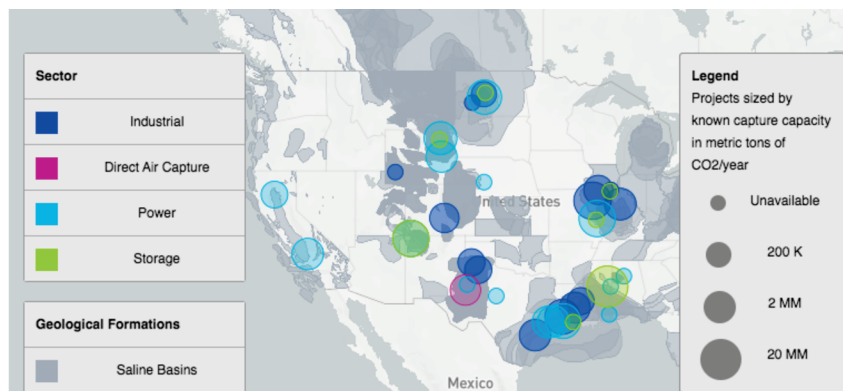 Sector
Industrial
Direct Air Capture
Power
Storage
Geological Formations
Saline Basins
United States
Mexico
Legend
Projects sized by
known capture capacity
in metric tons of
CO2/year
Unavailable
200 K
2 MM
20 MM